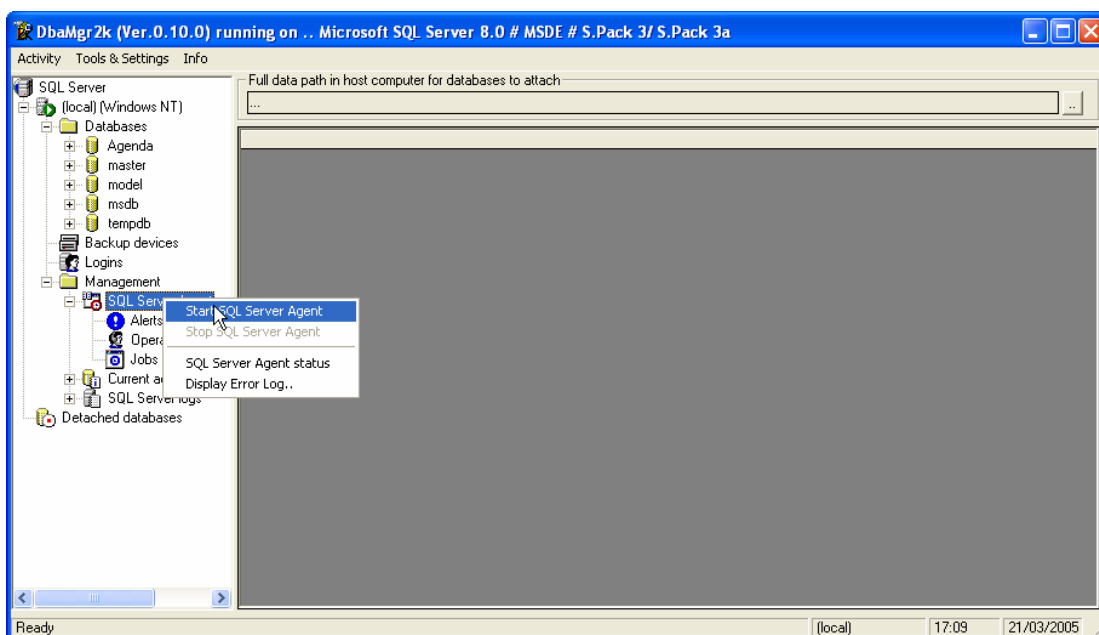 DbaMgr2k (Ver.0.10.0) running on .. Microsoft SQL Server 8.0 # MSDE # S.Pack 3/ S.Pack 3a
Activity Tools & Settings Info
SQL Server
(local) (Windows NT)
Databases
Agenda
master
model
msdb
tempdb
Backup devices
Logins
Management
SQL Serv
Alerts
Opera
Jobs
Current a
SQL Server logs
Detached databases
Full data path in host computer for databases to attach
...
..
Start SQL Server Agent
Stop SQL Server Agent
SQL Server Agent status
Display Error Log..
Ready
(local) 17:09 21/03/2005